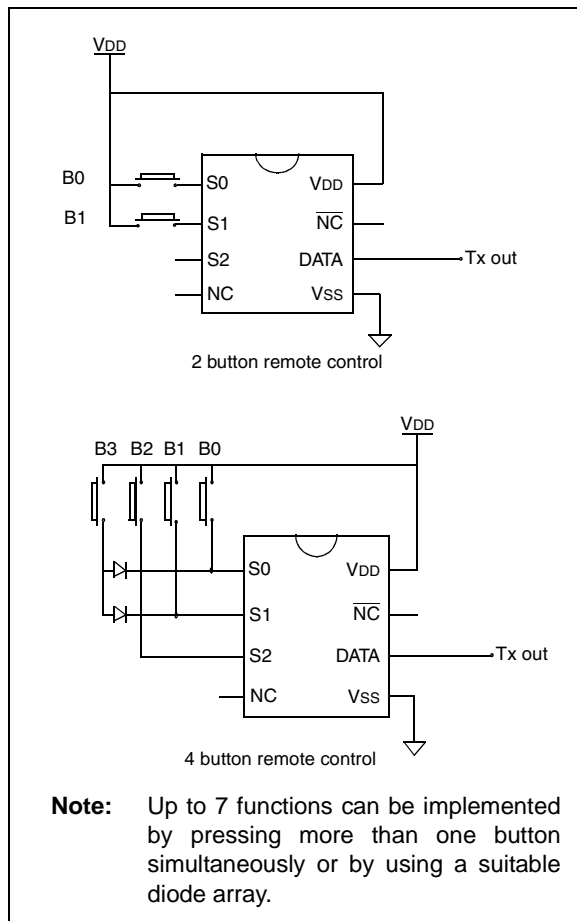 VDD
B0
S0
VDD
B1
S1
NC
S2
DATA
Tx out
NC
VSS
2 button remote control
VDD
B3 B2 B1 B0
S0
VDD
S1
NC
S2
DATA
Tx out
NC
VSS
4 button remote control
Note: Up to 7 functions can be implemented
by pressing more than one button
simultaneously or by using a suitable
diode array.